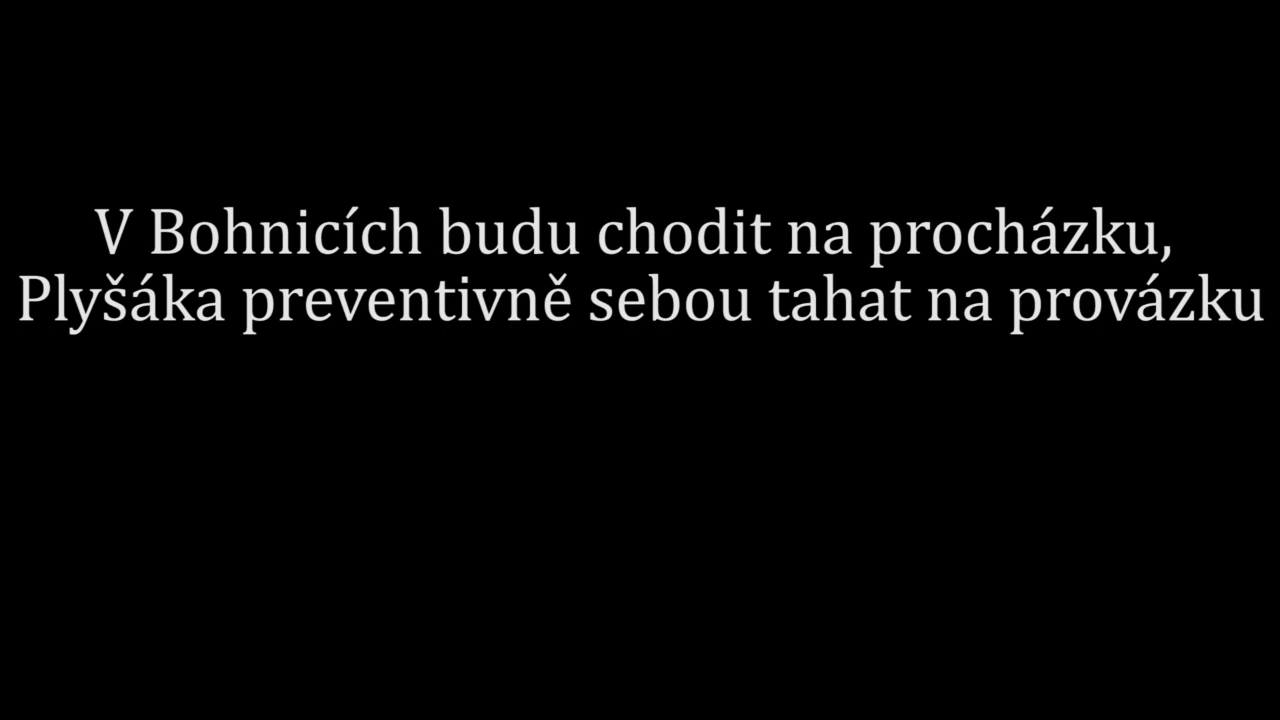 V Bohnicích budu chodit na procházku,
Plyšáka preventivně sebou tahat na provázku